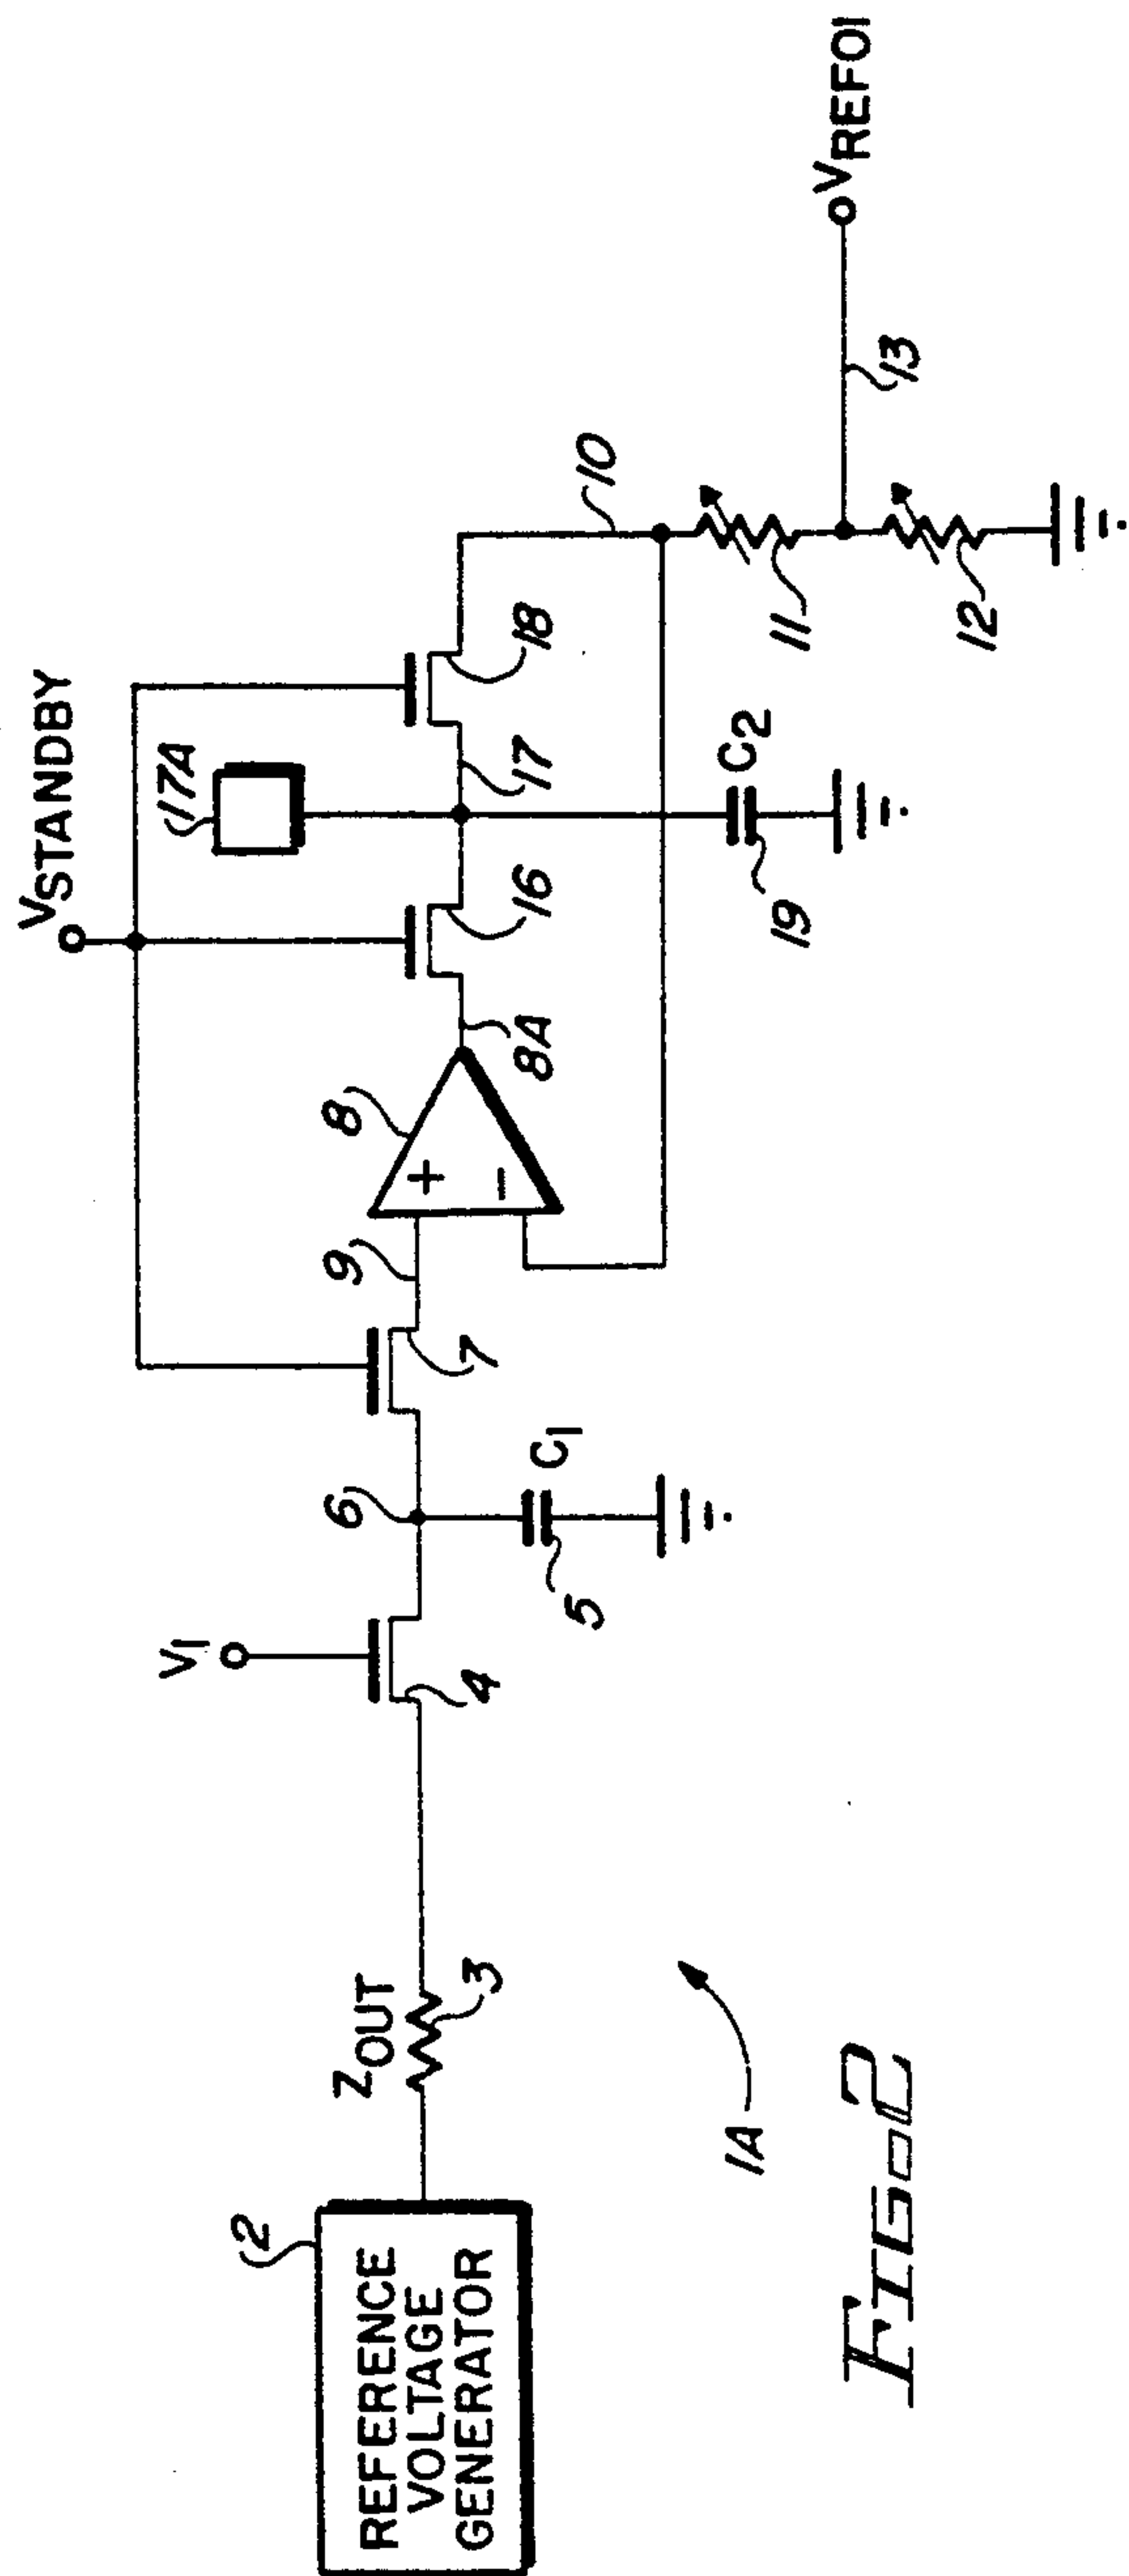 VSTANDBY
17A
V1
ZOUT
2
REFERENCE
VOLTAGE
GENERATOR
3
4
6
7
9
8
+
-
8A
16
17
18
10
5
C1
19
C2
11
12
13
VREFO1
1A
FIG-2